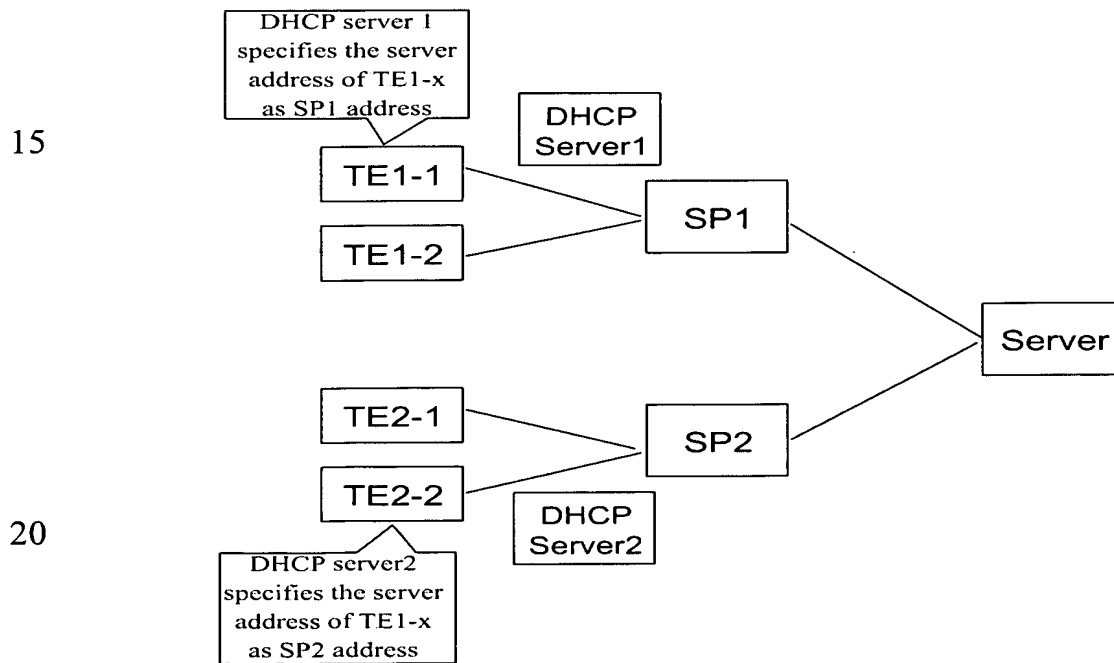 DHCP server 1
specifies the server
address of TE1-x
as SP1 address
DHCP
Server1
15
TE1-1
SP1
TE1-2
Server
TE2-1
SP2
TE2-2
DHCP
Server2
20
DHCP server2
specifies the server
address of TE1-x
as SP2 address